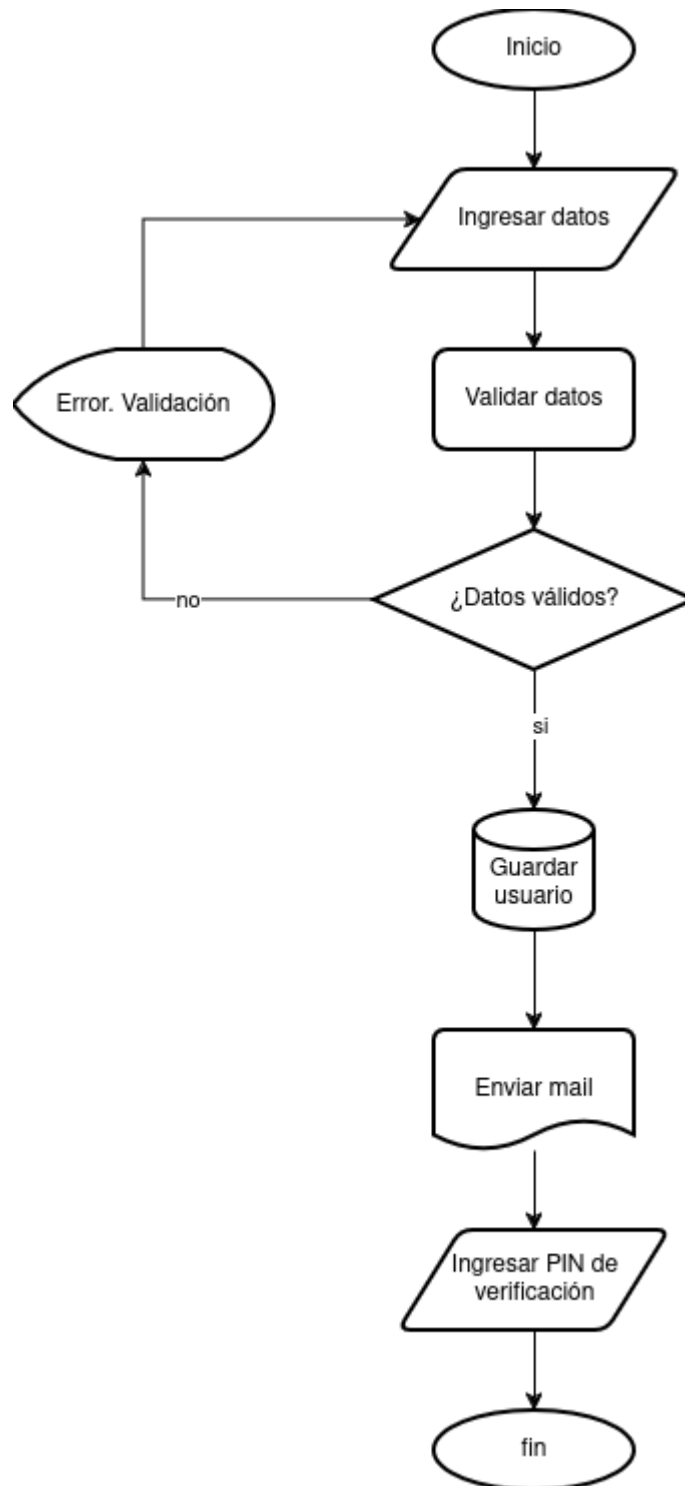 Inicio
Ingresar datos
Validar datos
Error. Validación
¿Datos válidos?
no
si
Guardar
usuario
Enviar mail
Ingresar PIN de
verificación
fin